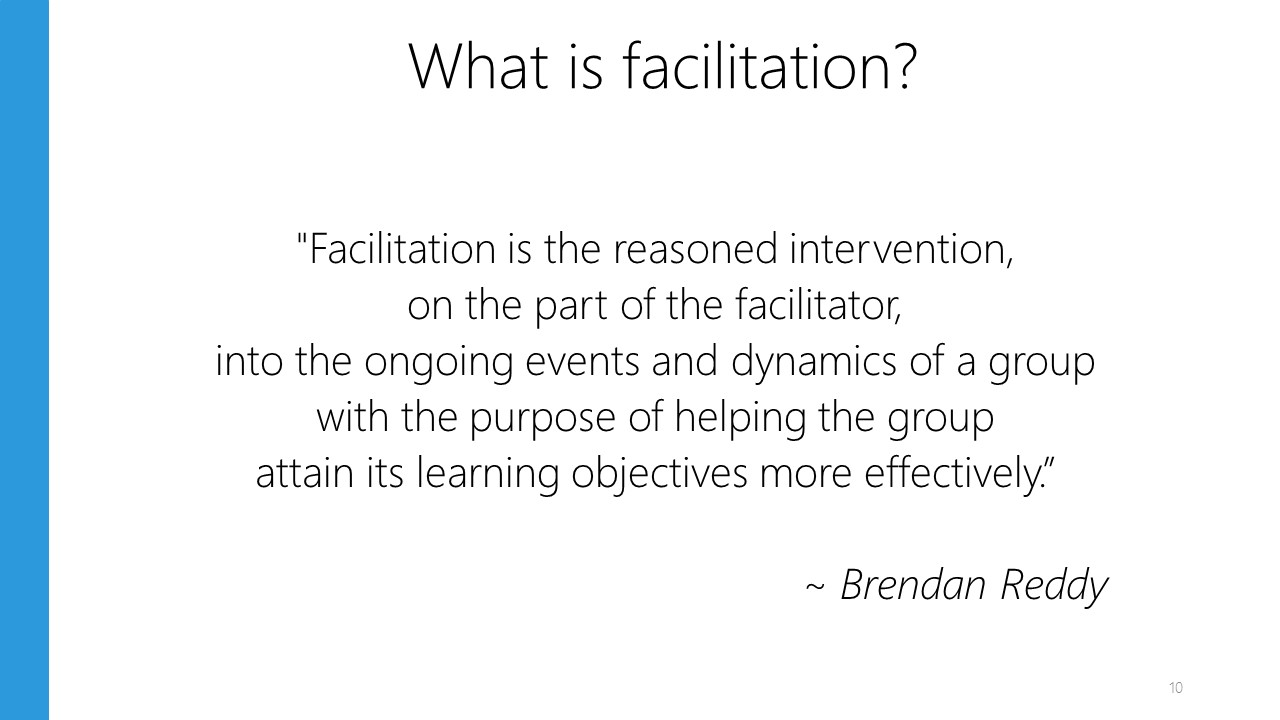 What is facilitation?
"Facilitation is the reasoned intervention,
on the part of the facilitator,
into the ongoing events and dynamics of a group
with the purpose of helping the group
attain its learning objectives more effectively.”
~ Brendan Reddy
10